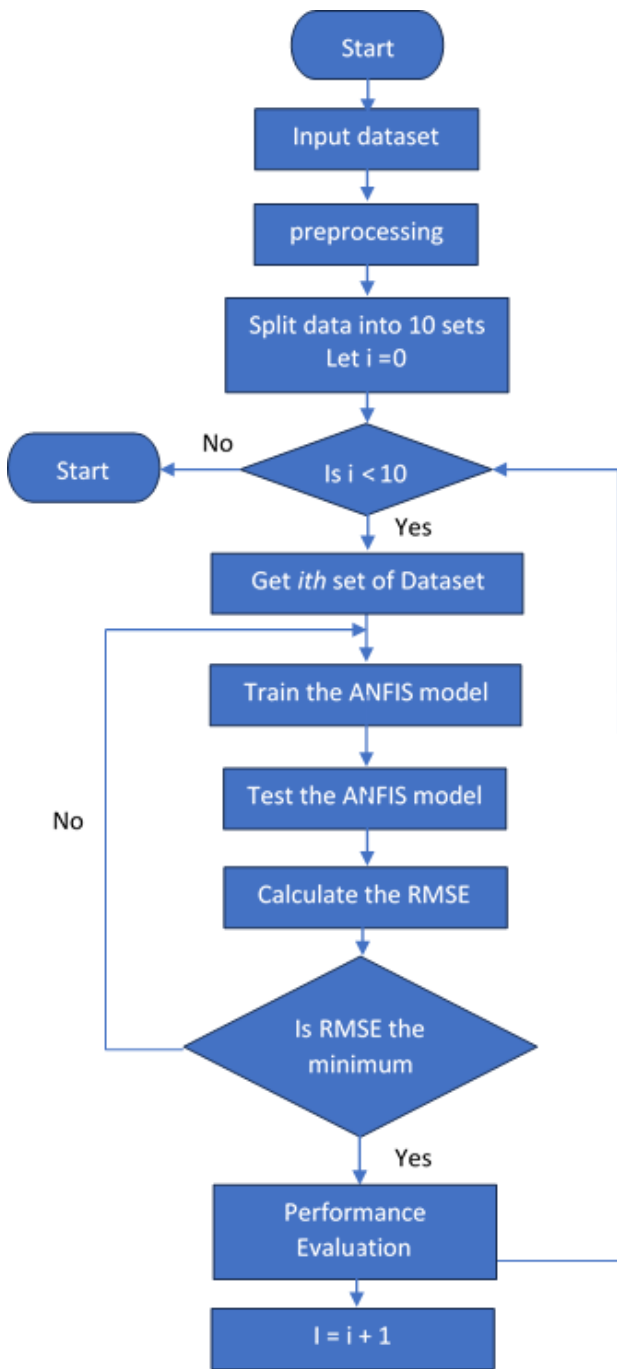 Start
Input dataset
preprocessing
Split data into 10 sets
Let i =0
No
Start
Is i < 10
Yes
Get ith set of Dataset
Train the ANFIS model
Test the ANFIS model
No
Calculate the RMSE
Is RMSE the
minimum
Yes
Performance
Evaluation
I = i + 1